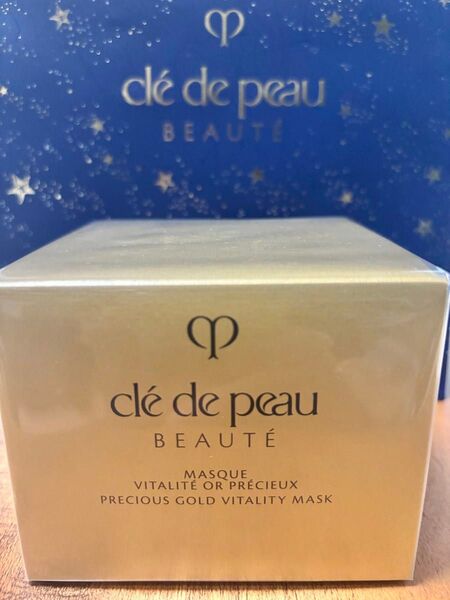 clé de peau
BEAUTÉ
clé de peau
BEAUTÉ
MASQUE
VITALITÉ OR PRÉCIEUX
PRECIOUS GOLD VITALITY MASK